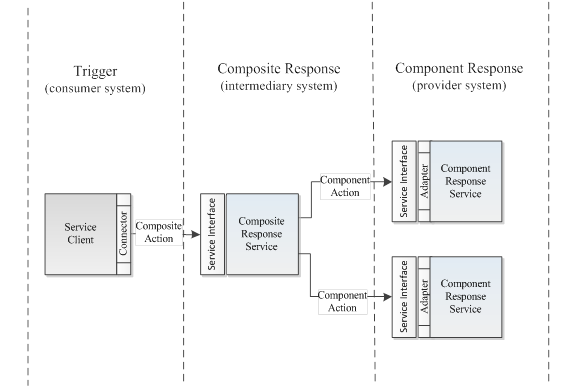 Trigger
(consumer system)
Composite Response
(intermediary system)
Component Response
(provider system)
Service
Client
Connector
Composite
Action
Service Interface
Composite
Response
Service
Component
Action
Service Interface
Adapter
Component
Response
Service
Component
Action
Service Interface
Adapter
Component
Response
Service